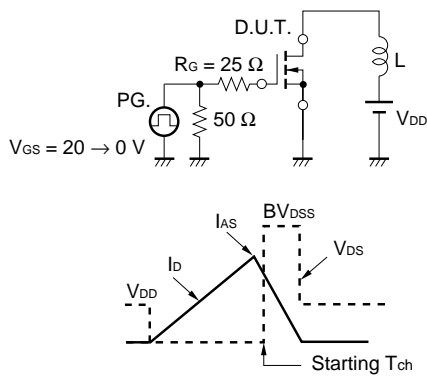 D.U.T.
RG = 25 Ω
L
PG.
50 Ω
VDD
VGS = 20 → 0 V
BVDSS
IAS
VDS
ID
VDD
Starting Tch